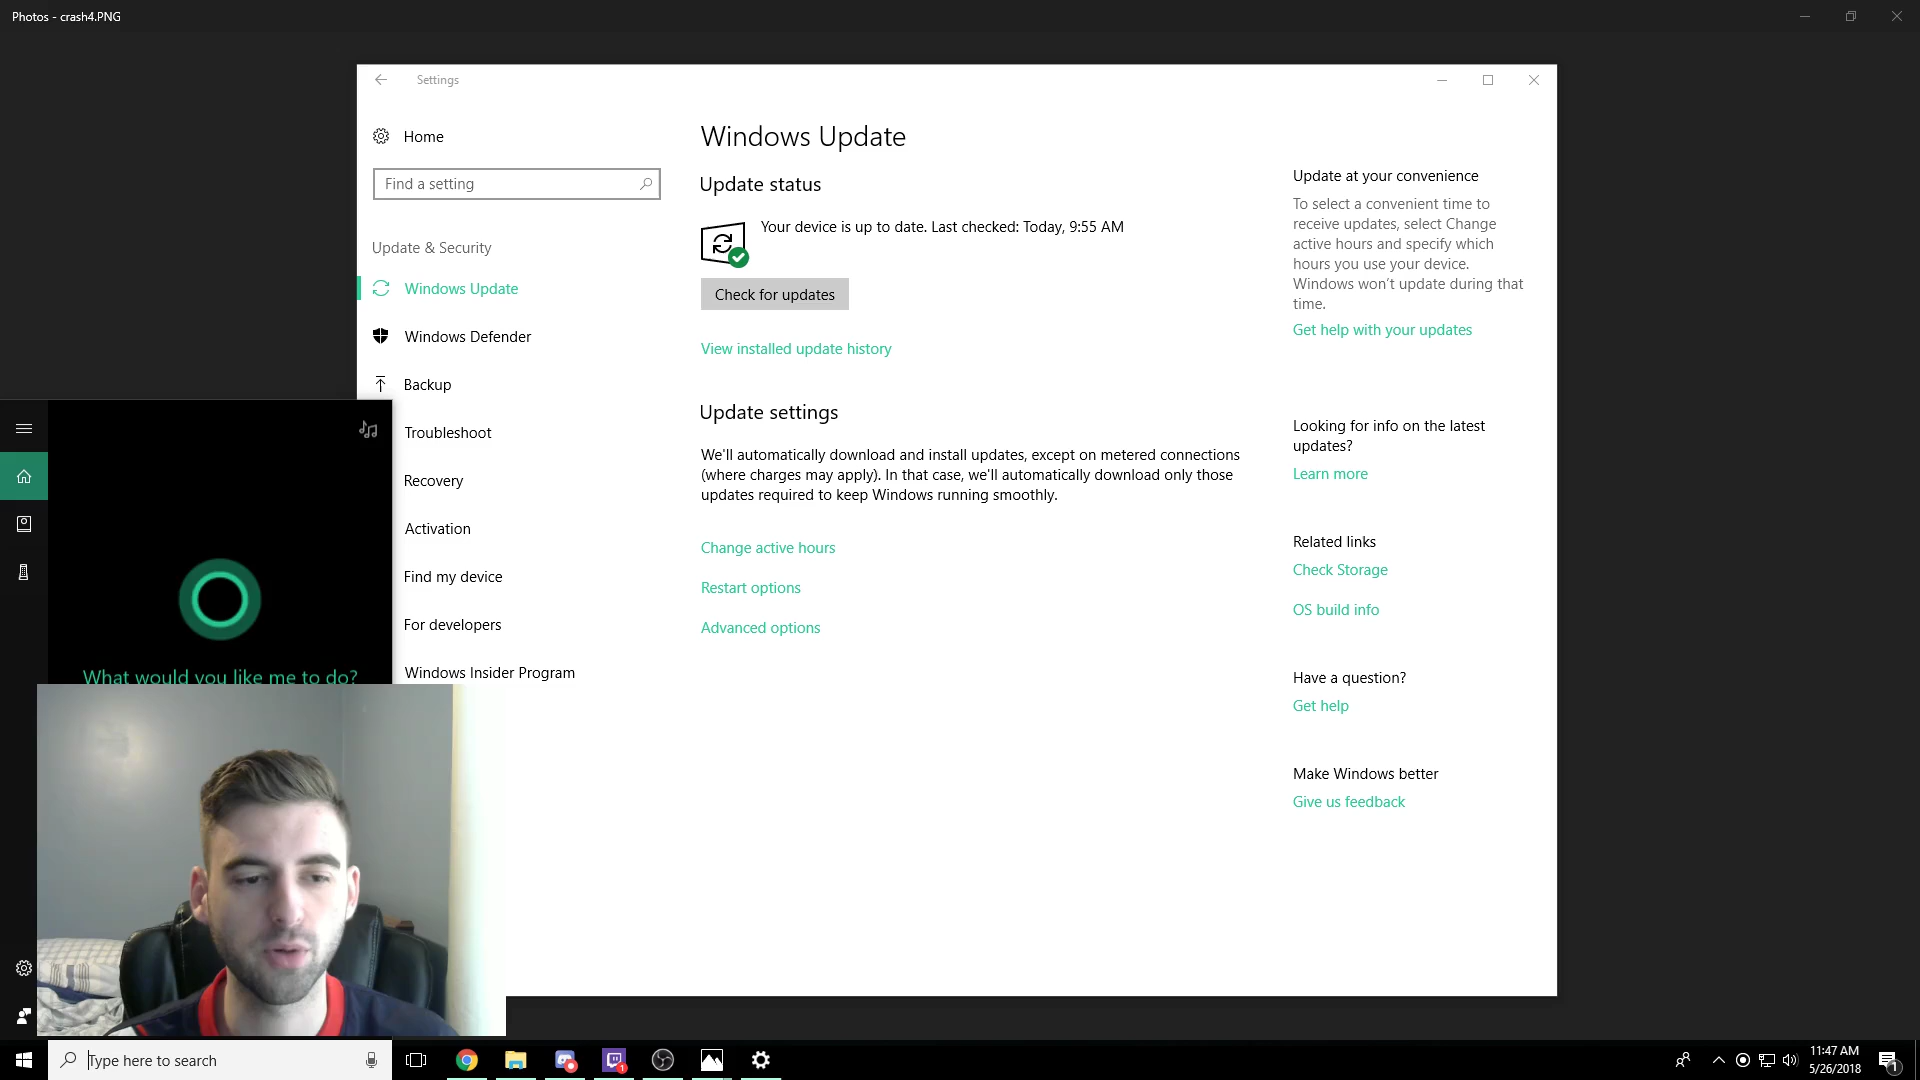 Photos - crash4.PNG
Settings
Home
Find a setting
Update & Security
Windows Update
Windows Defender
Backup
Troubleshoot
Recovery
Activation
Find my device
For developers
Windows Insider Program
Windows Update
Update status
Your device is up to date. Last checked: Today, 9:55 AM
Check for updates
View installed update history
Update settings
We'll automatically download and install updates, except on metered connections
(where charges may apply). In that case, we'll automatically download only those
updates required to keep Windows running smoothly.
Change active hours
Restart options
Advanced options
Update at your convenience
To select a convenient time to
receive updates, select Change
active hours and specify which
hours you use your device.
Windows won't update during that
time.
Get help with your updates
Looking for info on the latest
updates?
Learn more
Related links
Check Storage
OS build info
Have a question?
Get help
Make Windows better
Give us feedback
What would you like me to do?
Type here to search
1
11:47 AM
5/26/2018
1